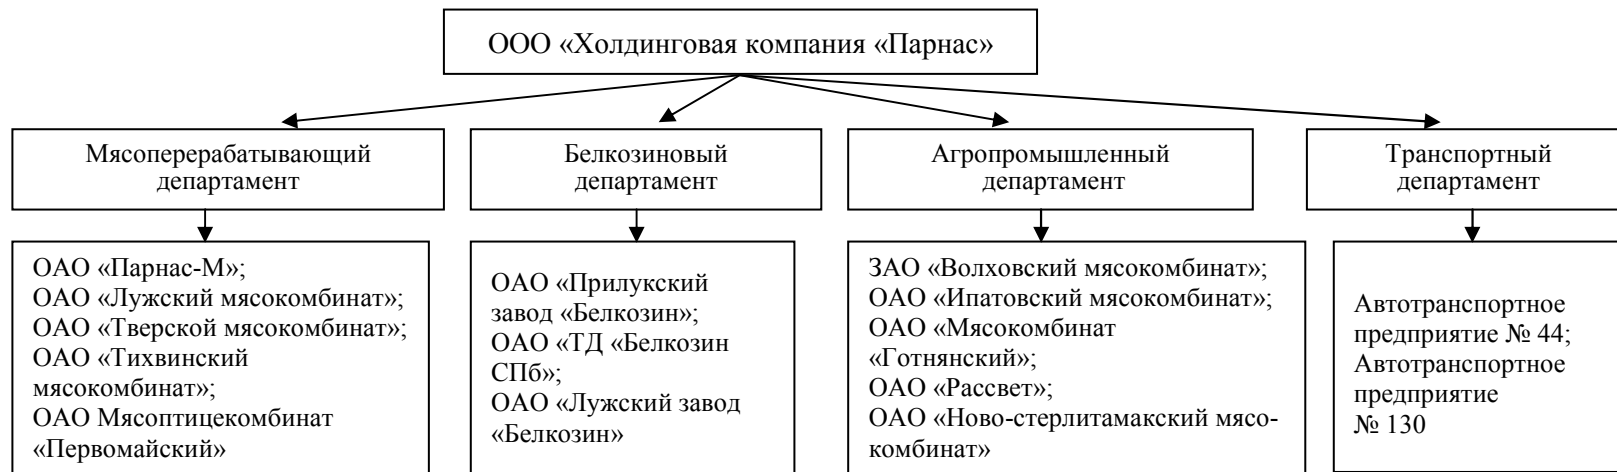 ООО «Холдинговая компания «Парнас»
Мясоперерабатывающий
департамент
Белкозиновый
департамент
Агропромышленный
департамент
Транспортный
департамент
ОАО «Парнас-М»;
ОАО «Лужский мясокомбинат»;
ОАО «Тверской мясокомбинат»;
ОАО «Тихвинский
мясокомбинат»;
ОАО Мясоптицекомбинат
«Первомайский»
ОАО «Прилукский
завод «Белкозин»;
ОАО «ТД «Белкозин
СПб»;
ОАО «Лужский завод
«Белкозин»
ЗАО «Волховский мясокомбинат»;
ОАО «Ипатовский мясокомбинат»;
ОАО «Мясокомбинат
«Готнянский»;
ОАО «Рассвет»;
ОАО «Ново-стерлитамакский мясо-
комбинат»
Автотранспортное
предприятие № 44;
Автотранспортное
предприятие
№ 130